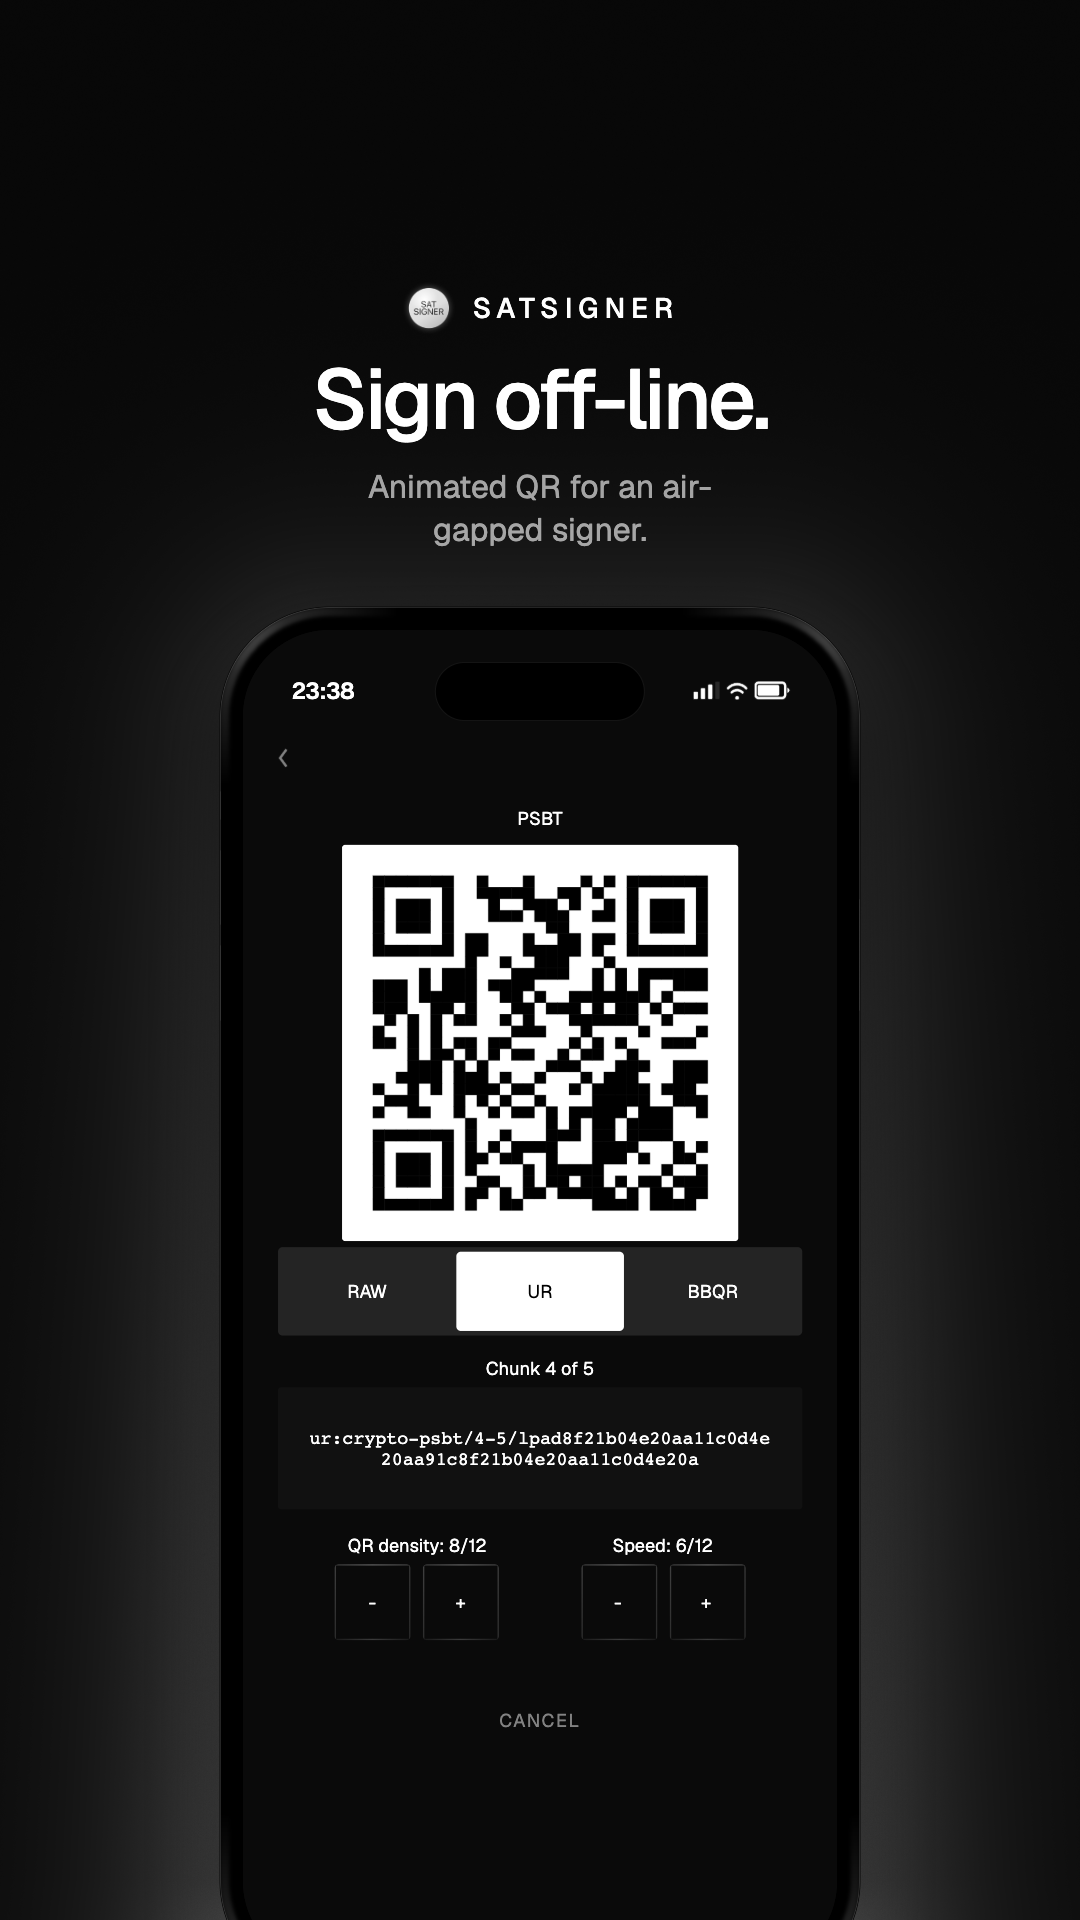 SAT
SIGNER
SATSIGNER
Sign off-line.
Animated QR for an air-
gapped signer.
23:38
PSBT
RAW UR BBQR
Chunk 4 of 5
ur:crypto-psbt/4-5/lpad8f21b04e20aa11c0d4e
20aa91c8f21b04e20aa11c0d4e20a
QR density: 8/12 Speed: 6/12
- + - +
CANCEL